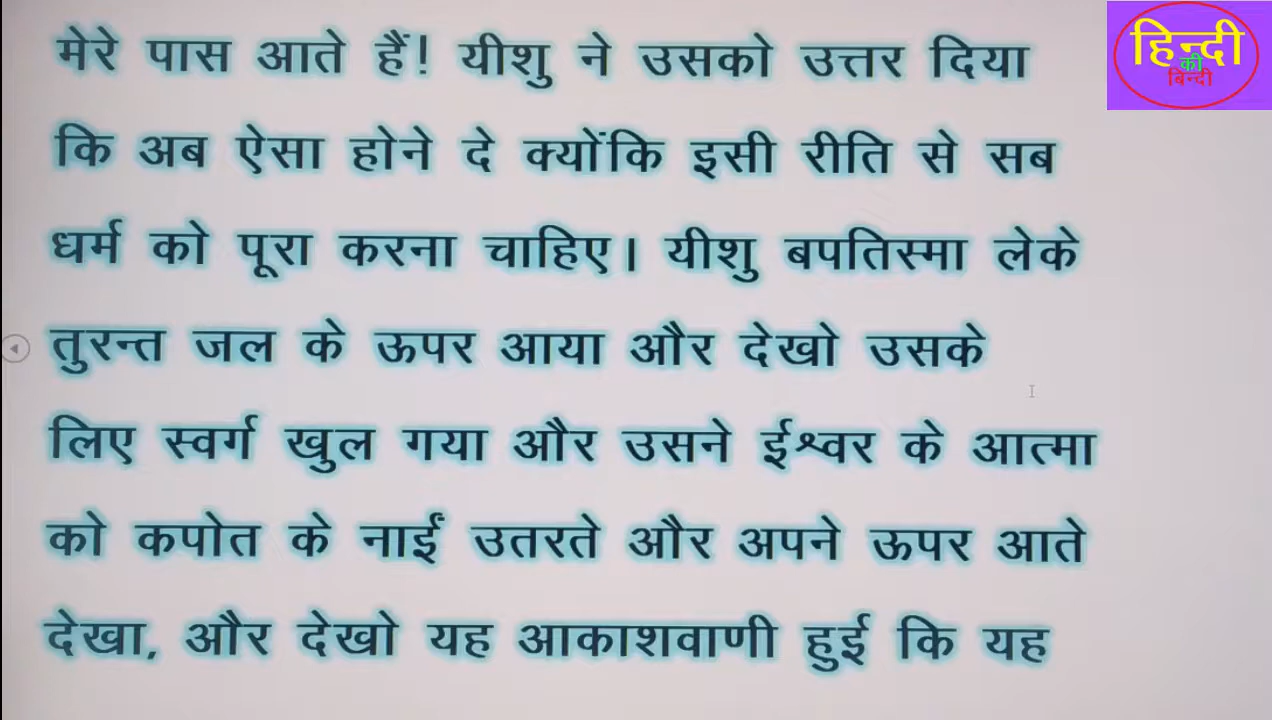 मेरे पास आते हैं! यीशु ने उसको उत्तर दिया
कि अब ऐसा होने दे क्योंकि इसी रीति से सब
धर्म को पूरा करना चाहिए। यीशु बपतिस्मा लेके
तुरन्त जल के ऊपर आया और देखो उसके
लिए स्वर्ग खुल गया और उसने ईश्वर के आत्मा
को कपोत के नाईं उतरते और अपने ऊपर आते
देखा, और देखो यह आकाशवाणी हुई कि यह
हिन्दी
की
बिन्दी